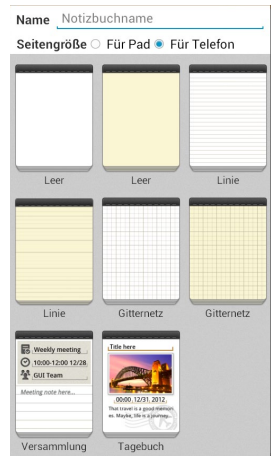 Name Notizbuchname
Seitengröße Für Pad Für Telefon
Leer Leer Linie
Linie Gitternetz Gitternetz
Weekly meeting
10:00-12:00 12/28
GUI Team
Meeting note here...
Title here
00:00 12/31, 2012
That travel is a good memori
es. Maybe, life is a journey...
Versammlung Tagebuch